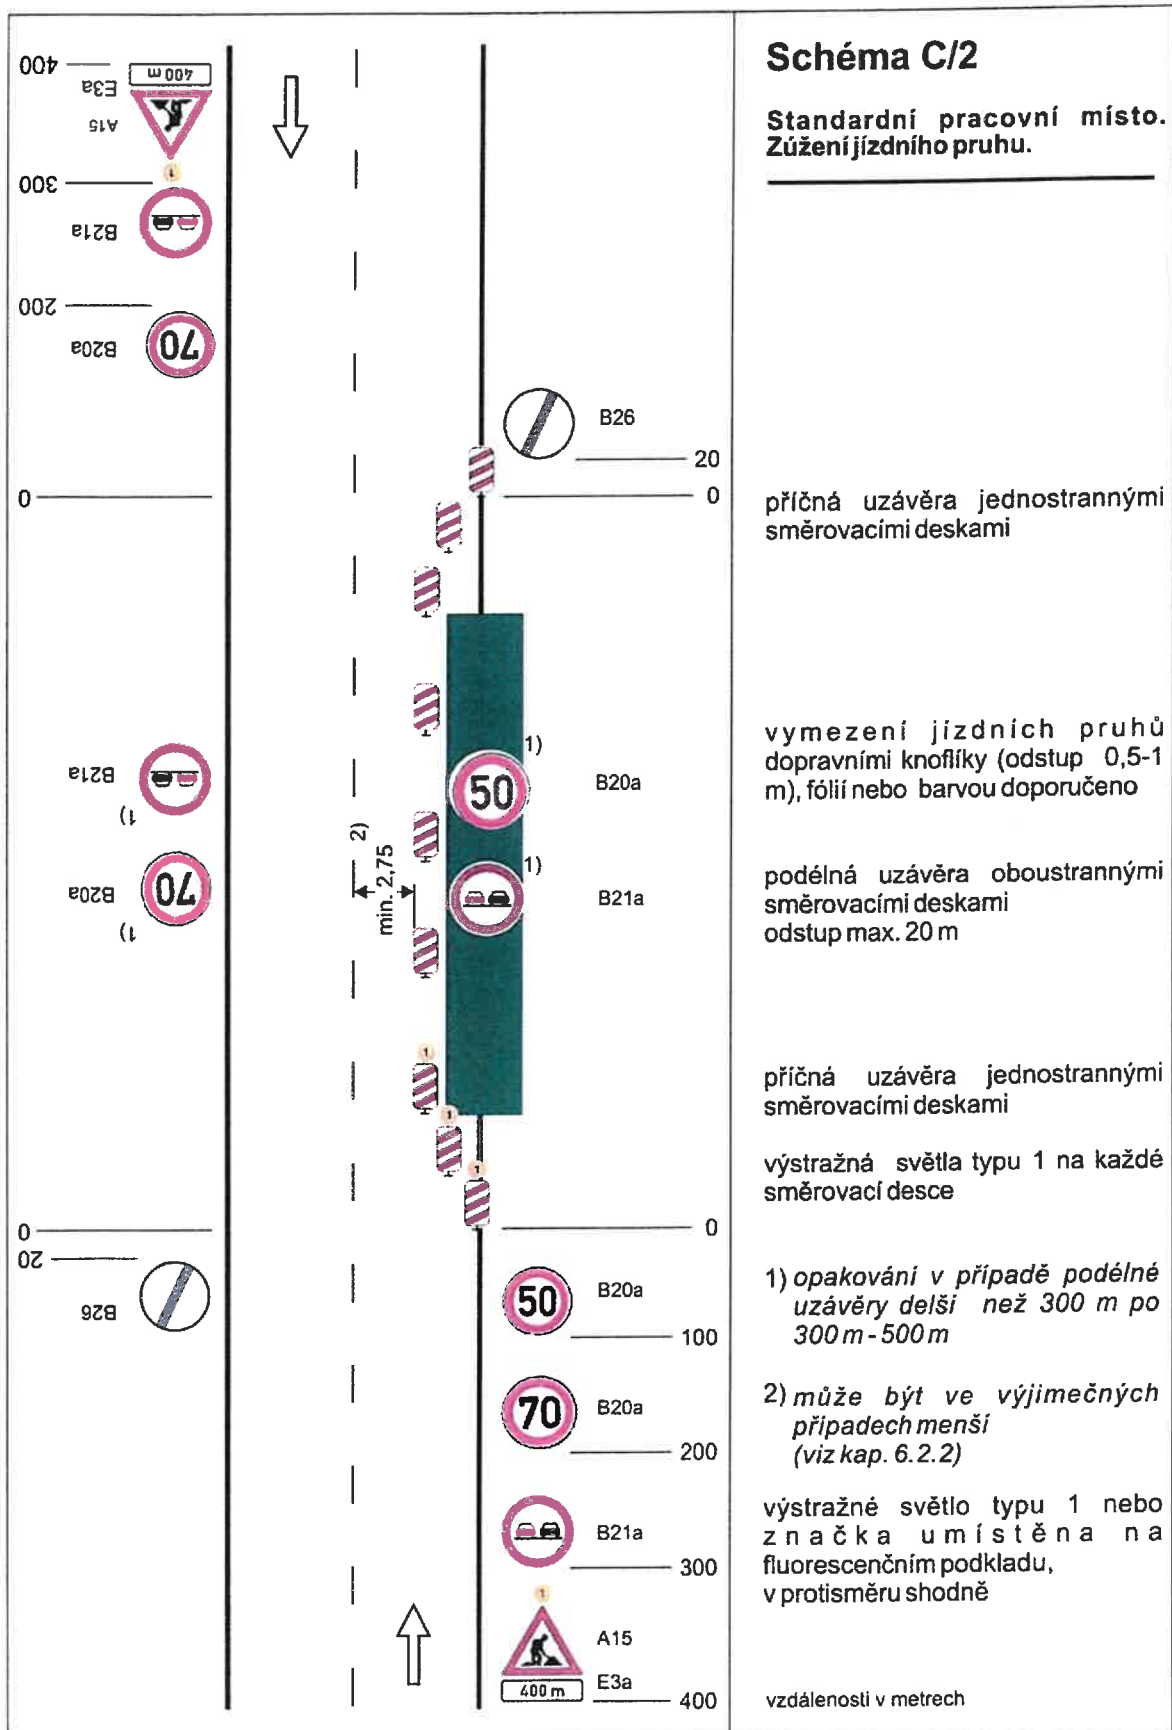 Schéma C/2
Standardní pracovní místo.
Zúžení jízdního pruhu.
400
400 m
E3a
A15
1
300
B21a
200
B20a
70
B26
20
0
0
příčná uzávěra jednostrannými
směrovacími deskami
vymezení jízdních pruhů
dopravními knoflíky (odstup 0,5-1
m), fólií nebo barvou doporučeno
1)
50
B20a
B21a
1)
2)
min. 2,75
1)
B21a
70
B20a
1)
podélná uzávěra oboustrannými
směrovacími deskami
odstup max. 20 m
1
příčná uzávěra jednostrannými
směrovacími deskami
1
1
výstražná světla typu 1 na každé
směrovací desce
0
0
20
B26
50
B20a
100
1) opakování v případě podélné
uzávěry delší než 300 m po
300 m - 500 m
70
B20a
200
2) může být ve výjimečných
případech menší
(viz kap. 6.2.2)
B21a
300
výstražné světlo typu 1 nebo
značka umístěna na
fluorescenčním podkladu,
v protisměru shodně
1
A15
400 m
E3a
400
vzdálenosti v metrech